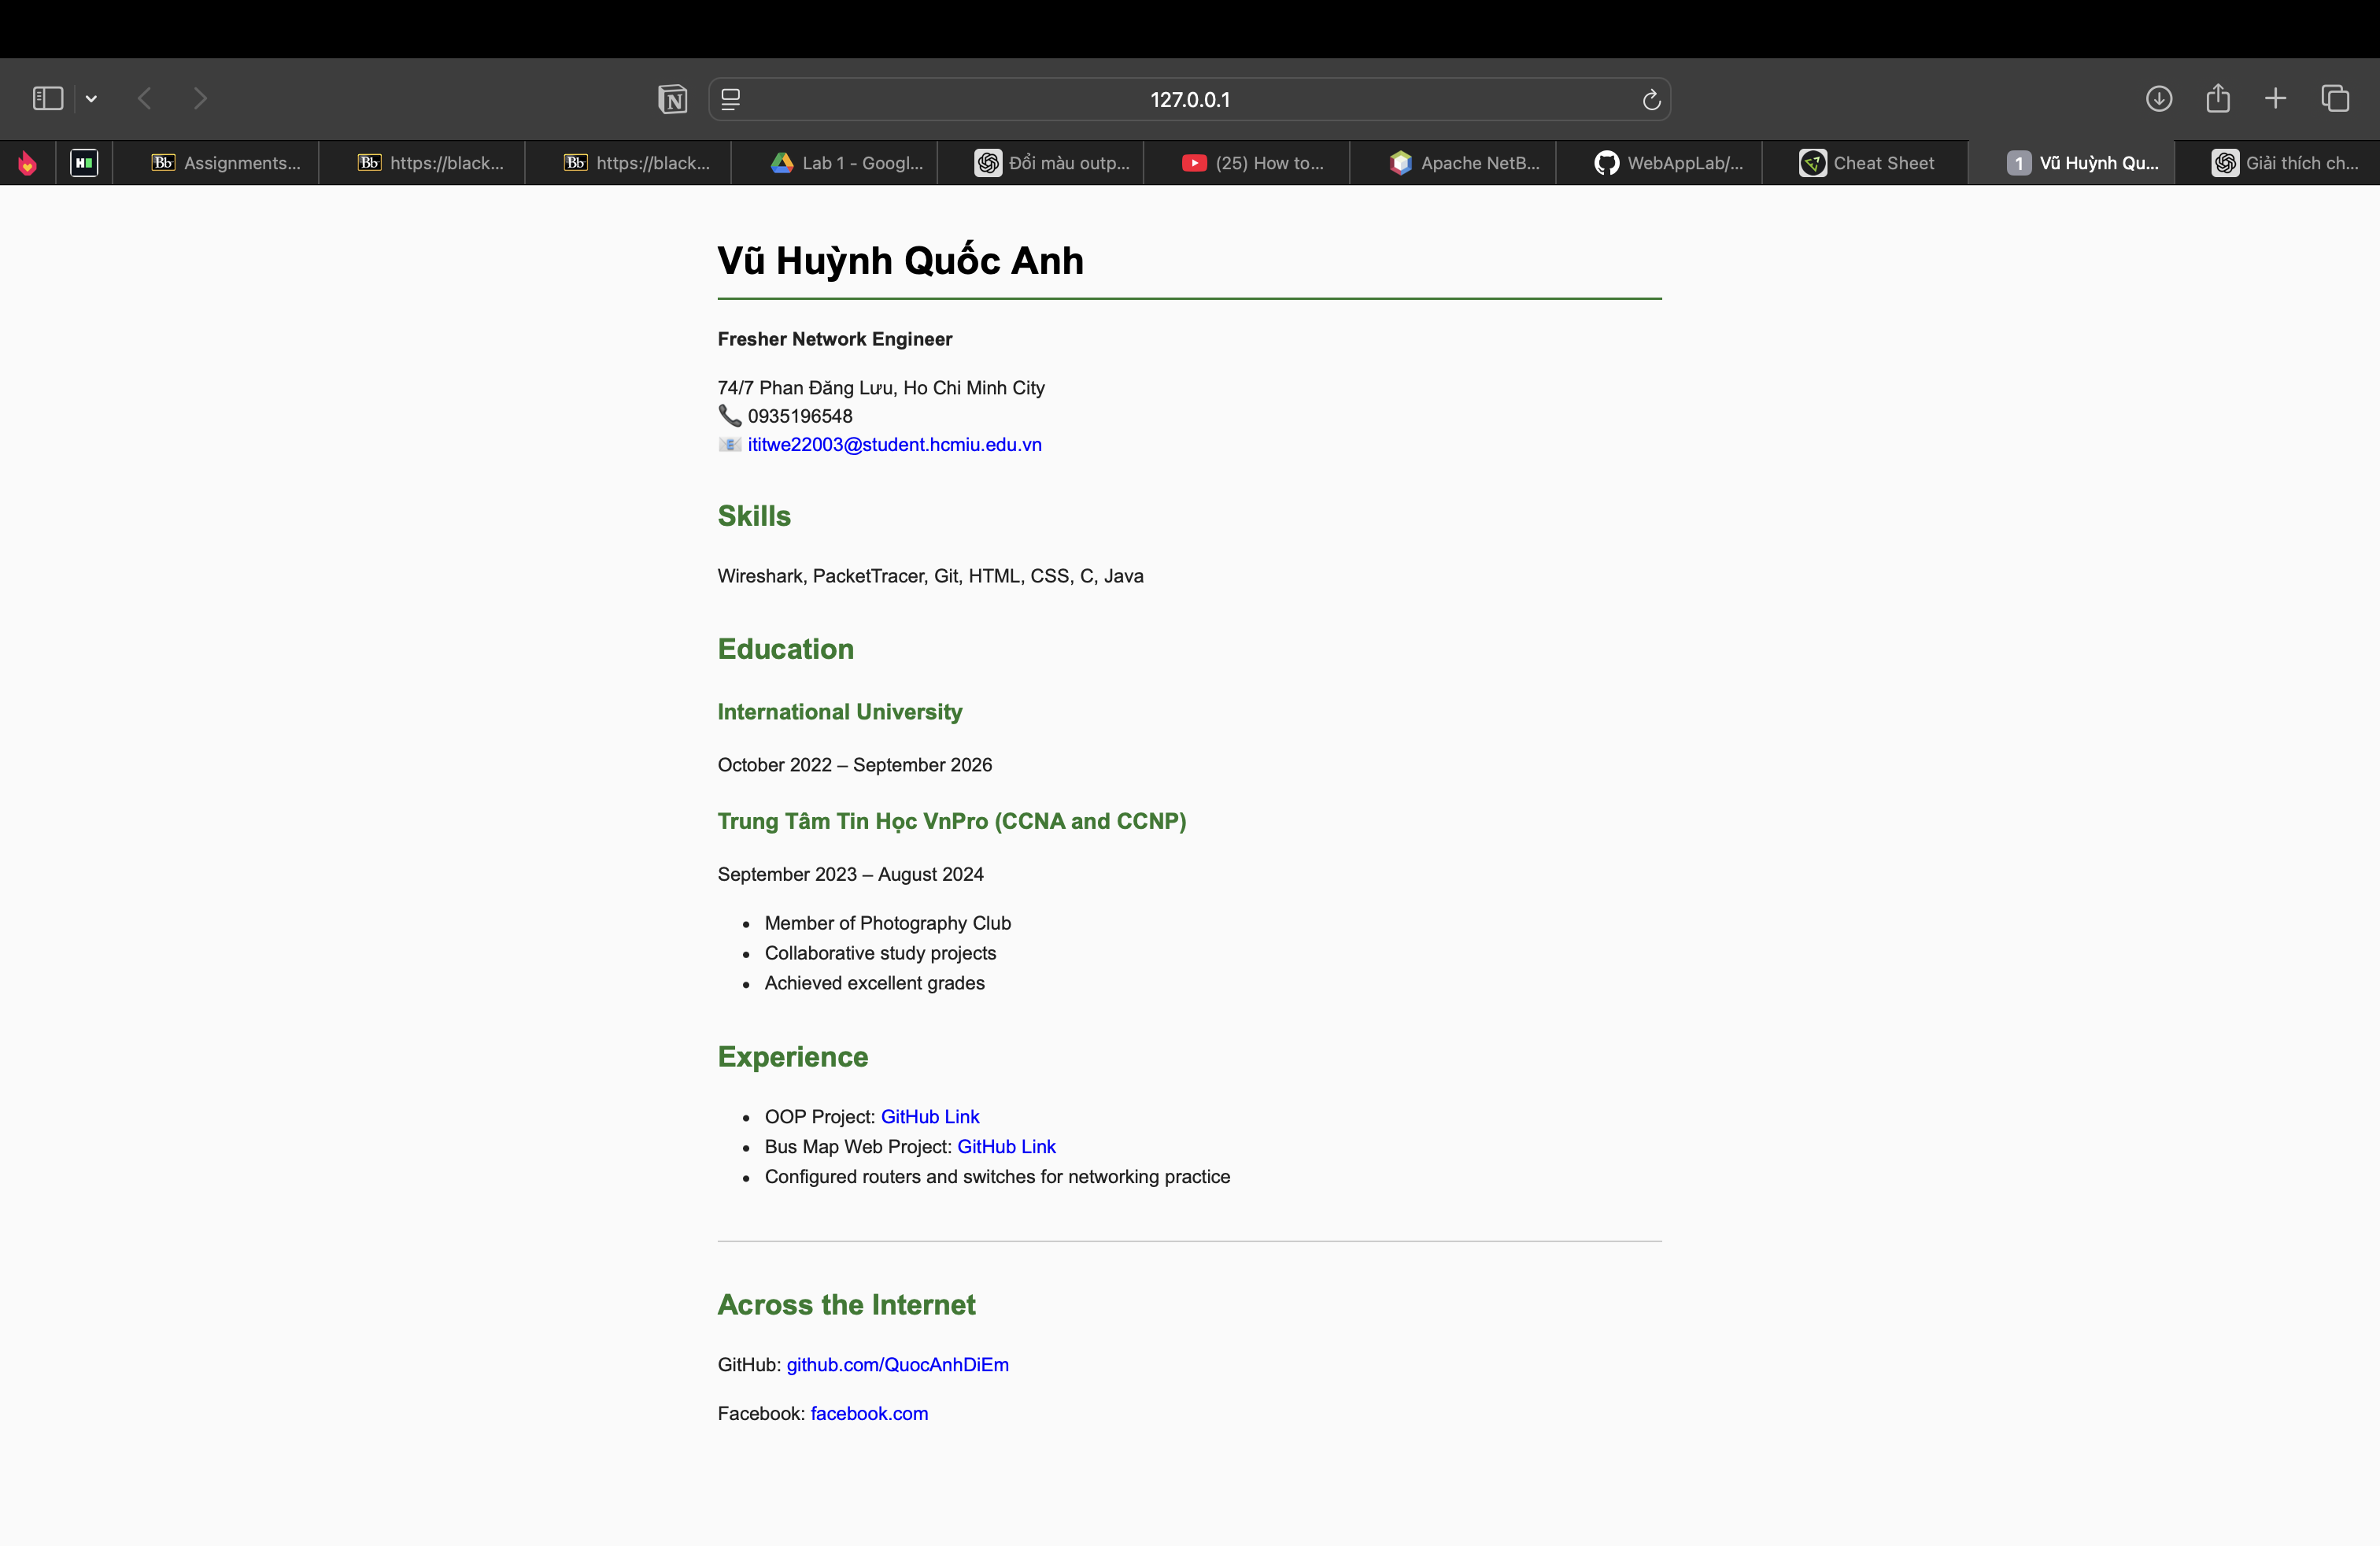 127.0.0.1
Assignments...
https://black...
https://black...
Lab 1 - Googl...
Đổi màu outp...
(25) How to...
Apache NetB...
WebAppLab/...
Cheat Sheet
1 Vũ Huỳnh Qu...
Giải thích ch...
Vũ Huỳnh Quốc Anh
Fresher Network Engineer
74/7 Phan Đăng Lưu, Ho Chi Minh City
📞 0935196548
📧 ititwe22003@student.hcmiu.edu.vn
Skills
Wireshark, PacketTracer, Git, HTML, CSS, C, Java
Education
International University
October 2022 – September 2026
Trung Tâm Tin Học VnPro (CCNA and CCNP)
September 2023 – August 2024
• Member of Photography Club
• Collaborative study projects
• Achieved excellent grades
Experience
• OOP Project: GitHub Link
• Bus Map Web Project: GitHub Link
• Configured routers and switches for networking practice
Across the Internet
GitHub: github.com/QuocAnhDiEm
Facebook: facebook.com